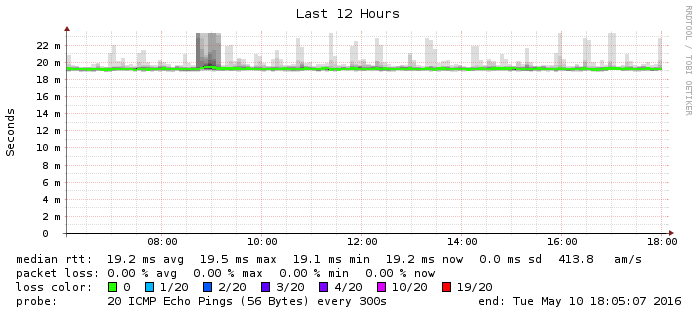 Last 12 Hours
RRDTOOL / TOBI OETIKER
Seconds
22 m
20 m
18 m
16 m
14 m
12 m
10 m
8 m
6 m
4 m
2 m
0
08:00 10:00 12:00 14:00 16:00 18:00
median rtt: 19.2 ms avg 19.5 ms max 19.1 ms min 19.2 ms now 0.0 ms sd 413.8 am/s
packet loss: 0.00 % avg 0.00 % max 0.00 % min 0.00 % now
loss color: 0 1/20 2/20 3/20 4/20 10/20 19/20
probe: 20 ICMP Echo Pings (56 Bytes) every 300s end: Tue May 10 18:05:07 2016